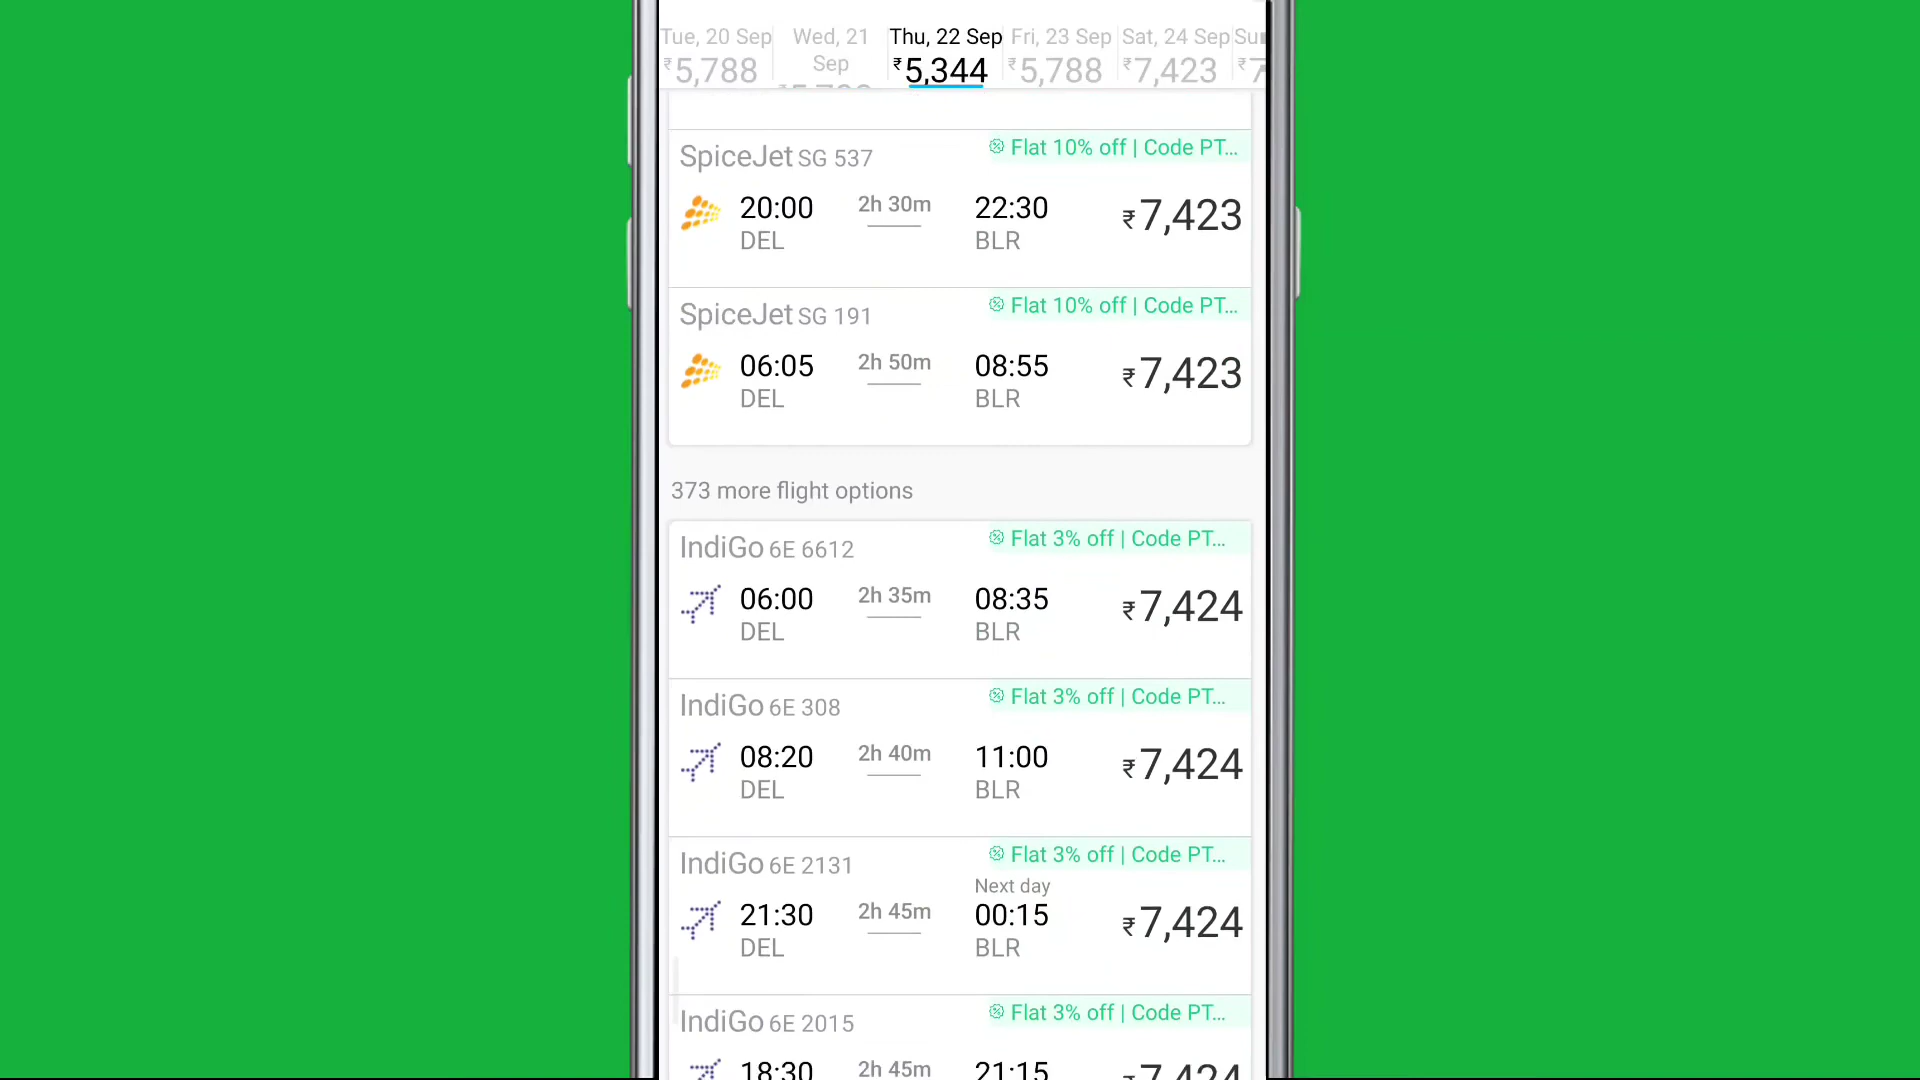 Tue, 20 Sep
₹5,788
Wed, 21
Sep
Thu, 22 Sep
₹5,344
Fri, 23 Sep
₹5,788
Sat, 24 Sep
₹7,423
SpiceJet SG 537
Flat 10% off | Code PT...
20:00
2h 30m
22:30
₹7,423
DEL
BLR
SpiceJet SG 191
Flat 10% off | Code PT...
06:05
2h 50m
08:55
₹7,423
DEL
BLR
373 more flight options
IndiGo 6E 6612
Flat 3% off | Code PT...
06:00
2h 35m
08:35
₹7,424
DEL
BLR
IndiGo 6E 308
Flat 3% off | Code PT...
08:20
2h 40m
11:00
₹7,424
DEL
BLR
IndiGo 6E 2131
Flat 3% off | Code PT...
Next day
21:30
2h 45m
00:15
₹7,424
DEL
BLR
IndiGo 6E 2015
Flat 3% off | Code PT...
18:30
2h 45m
21:15
₹7,424